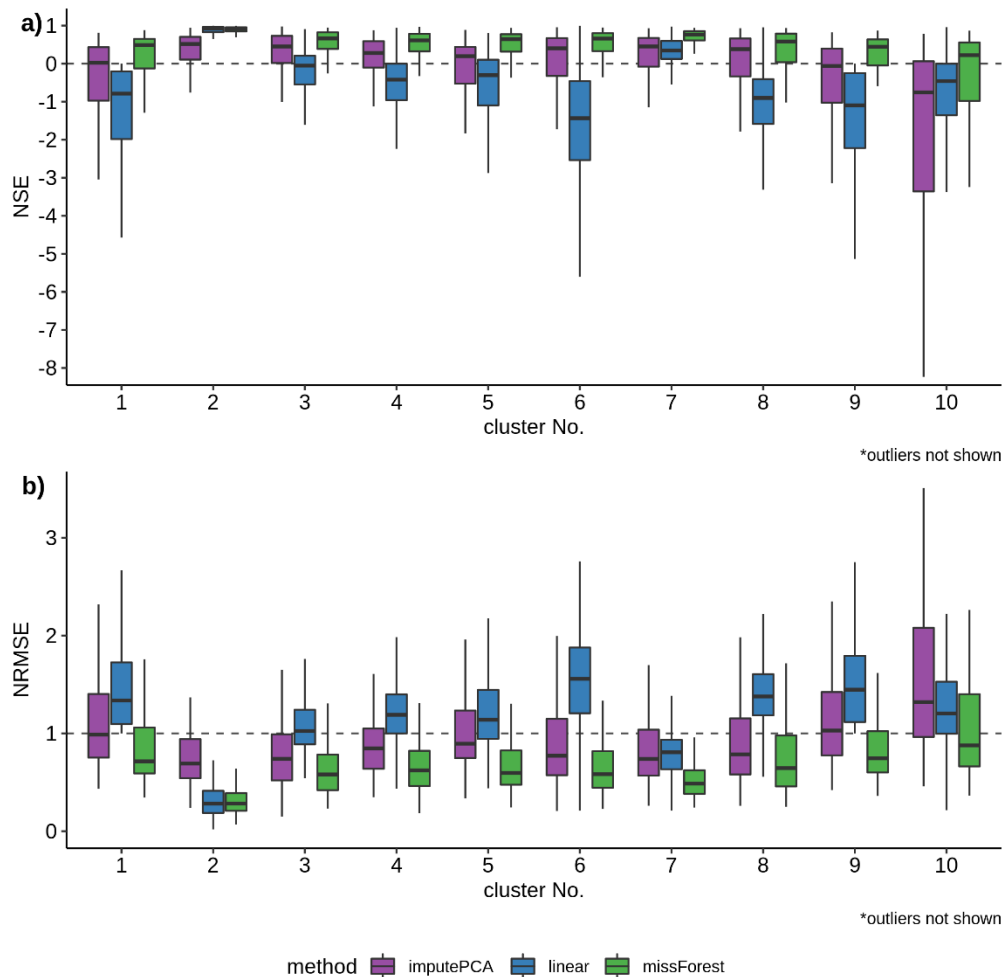 a)
NSE
1
0
-1
-2
-3
-4
-5
-6
-7
-8
1 2 3 4 5 6 7 8 9 10
cluster No.
*outliers not shown
b)
NRMSE
3
2
1
0
1 2 3 4 5 6 7 8 9 10
cluster No.
*outliers not shown
method imputePCA linear missForest